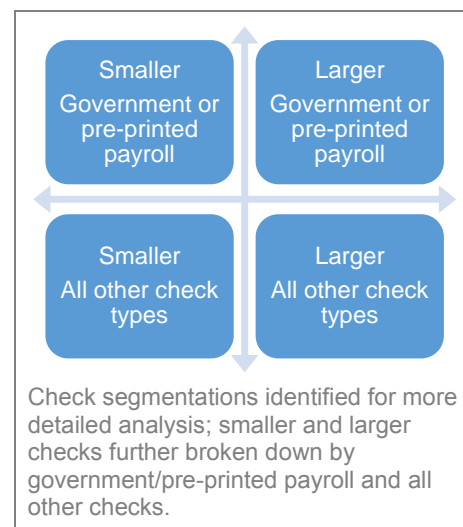 Smaller
Government or
pre-printed
payroll
Larger
Government or
pre-printed
payroll
Smaller
All other check
types
Larger
All other check
types
Check segmentations identified for more
detailed analysis; smaller and larger
checks further broken down by
government/pre-printed payroll and all
other checks.